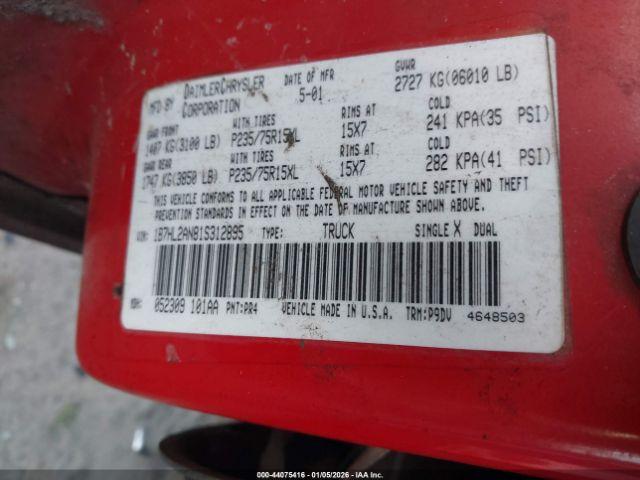 MFD BY DAIMLERCHRYSLER CORPORATION DATE OF MFR 5-01 GVWR 2727 KG(06010 LB)
GAWR FRONT WITH TIRES RIMS AT COLD
1407 KG(3100 LB) P235/75R15XL 15X7 241 KPA(35 PSI)
GAWR REAR WITH TIRES RIMS AT COLD
1747 KG(3850 LB) P235/75R15XL 15X7 282 KPA(41 PSI)
THIS VEHICLE CONFORMS TO ALL APPLICABLE FEDERAL MOTOR VEHICLE SAFETY AND THEFT
PREVENTION STANDARDS IN EFFECT ON THE DATE OF MANUFACTURE SHOWN ABOVE.
VIN: 1B7HL2AN81S312895 TYPE: TRUCK SINGLE X DUAL
MDH: 052309 101AA PNT:PR4 VEHICLE MADE IN U.S.A. TRM:P9DV 4648503
000-44075416 - 01/05/2026 - IAA Inc.